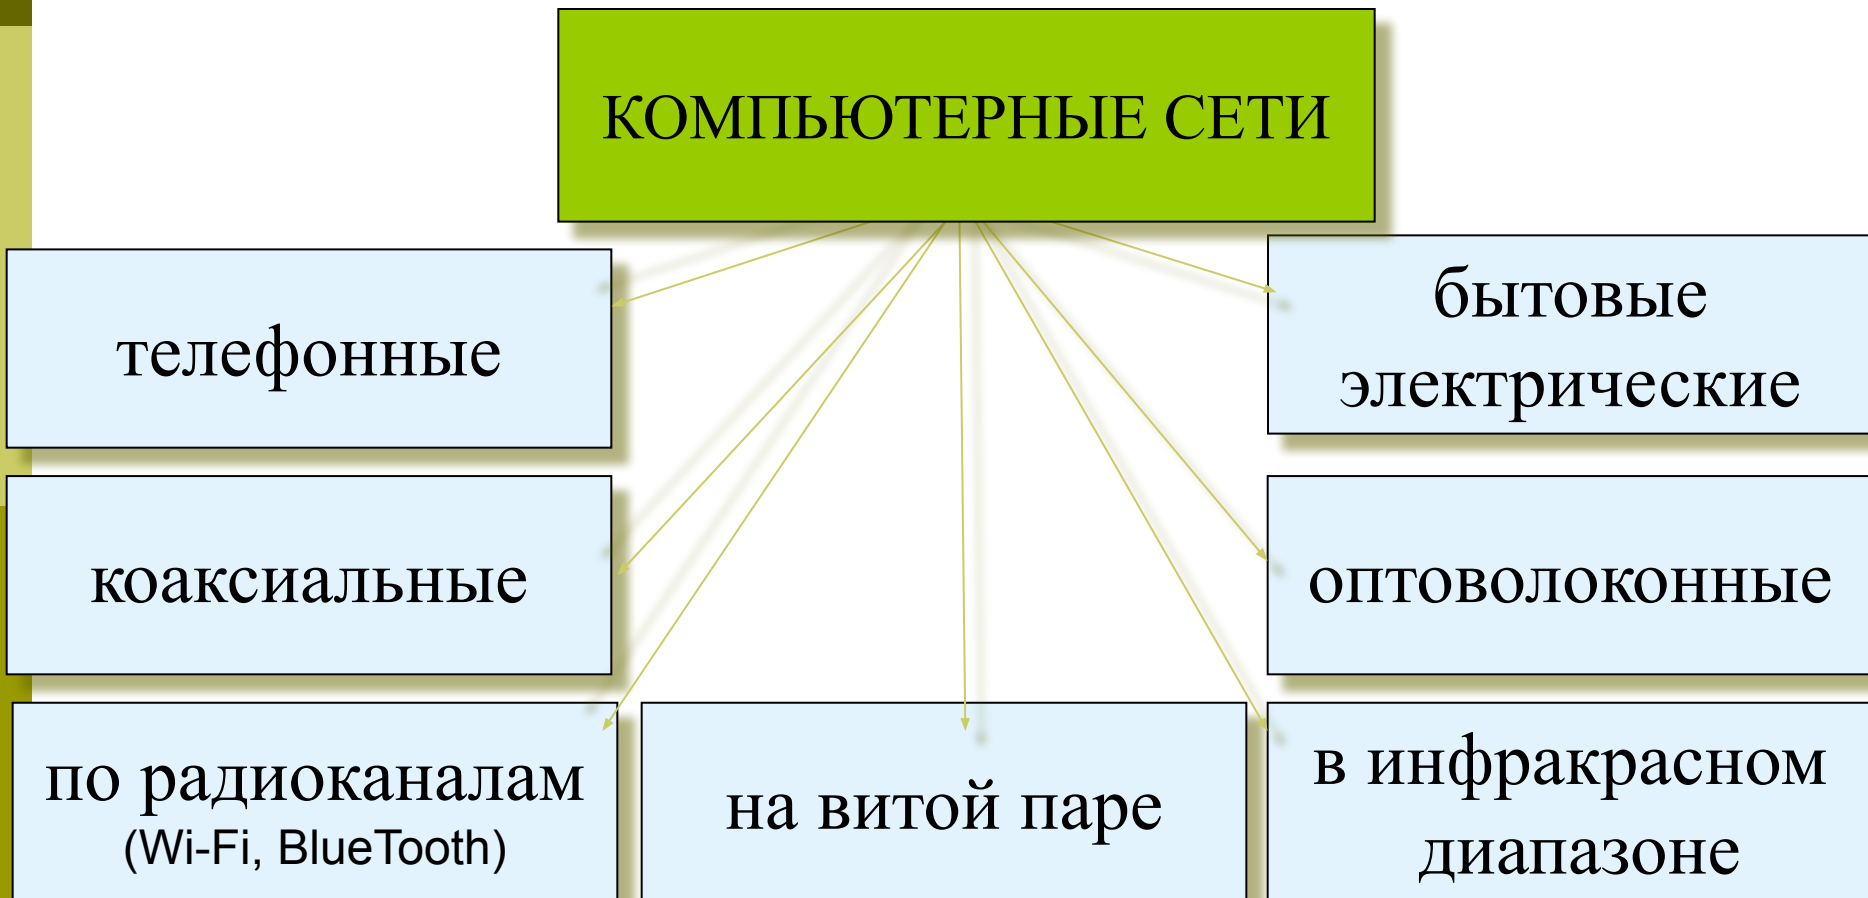 КОМПЬЮТЕРНЫЕ СЕТИ
телефонные
бытовые
электрические
коаксиальные
оптоволоконные
по радиоканалам
(Wi-Fi, BlueTooth)
на витой паре
в инфракрасном
диапазоне